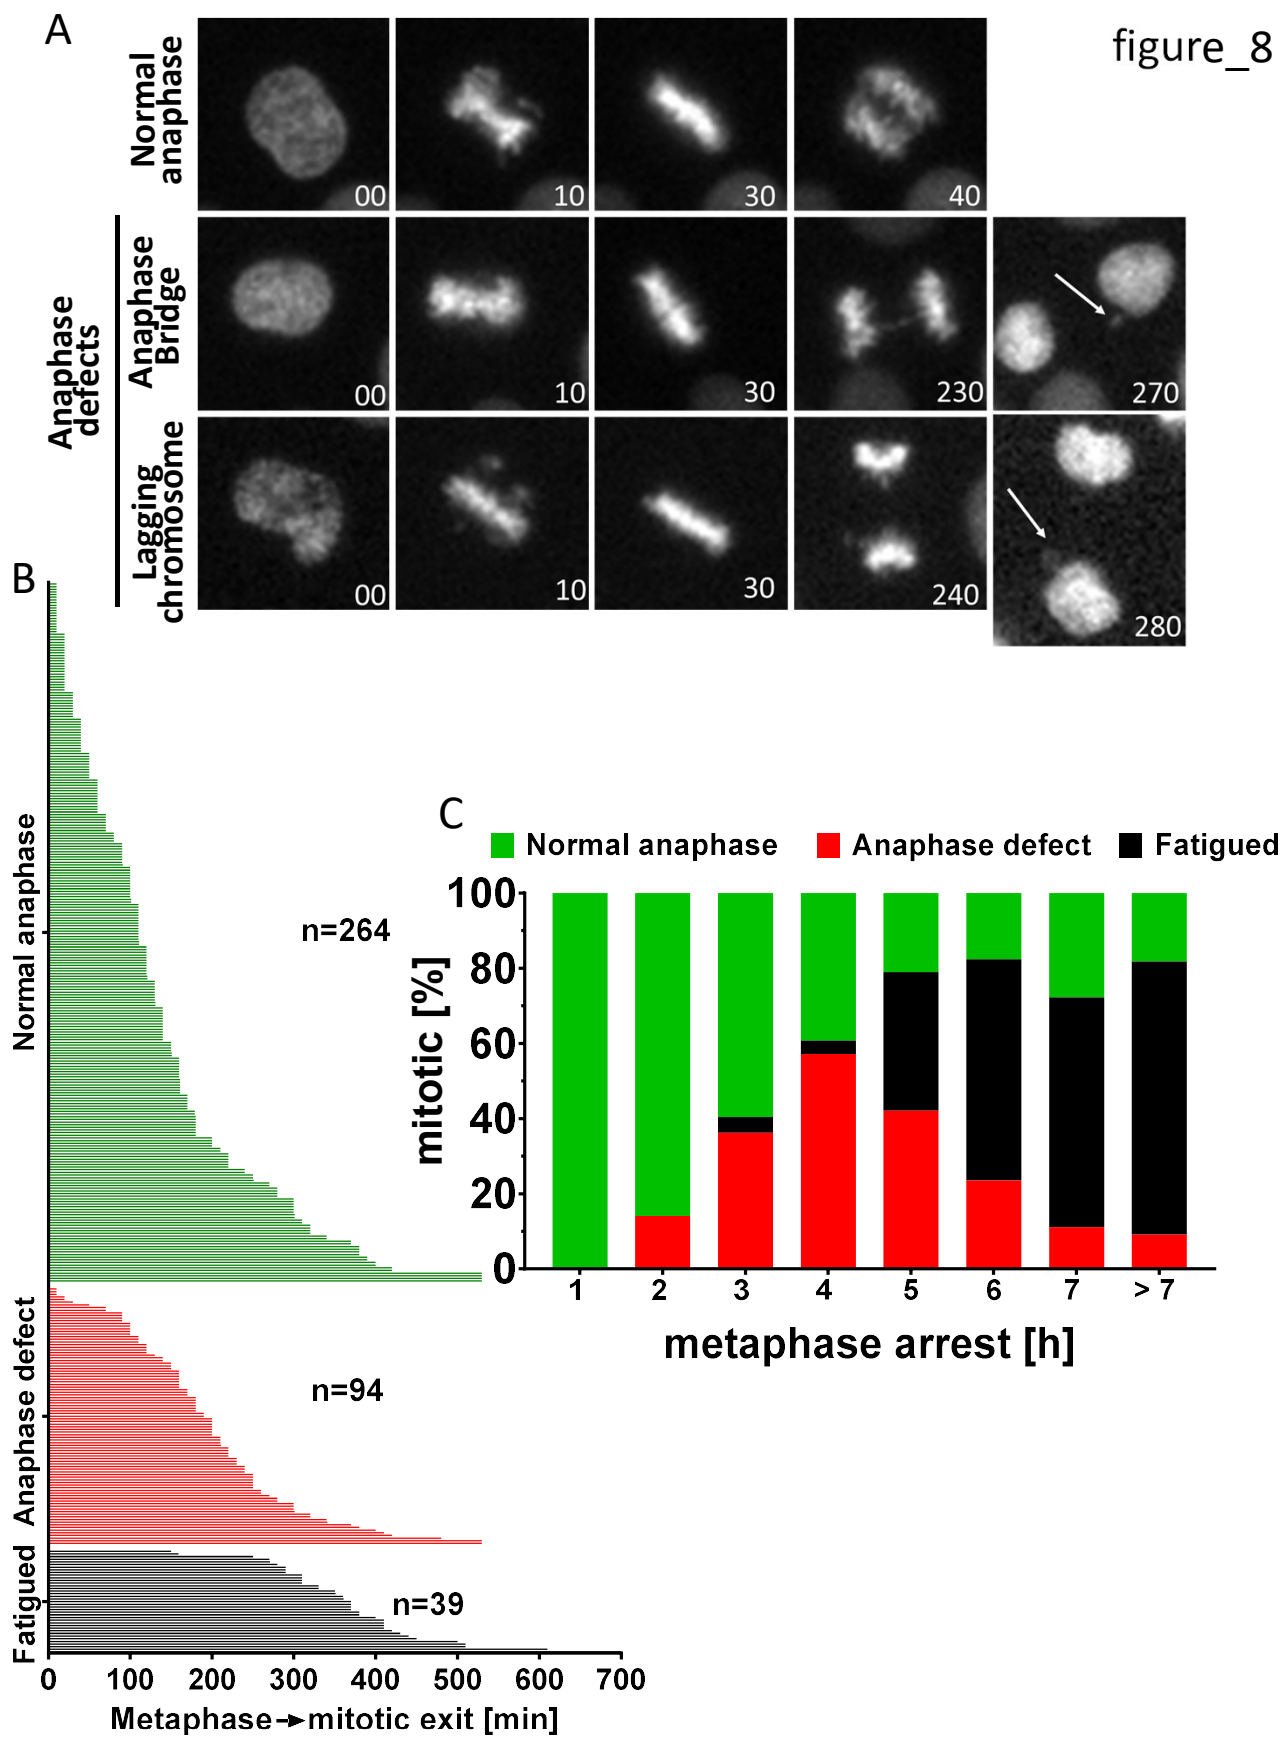 A
figure_8
Normal
anaphase
00
10
30
40
Anaphase
defects
Anaphase
Bridge
00
10
30
230
270
Lagging
chromosome
00
10
30
240
280
B
Normal anaphase
n=264
Anaphase defect
n=94
Fatigued
n=39
0 100 200 300 400 500 600 700
Metaphase→mitotic exit [min]
C
Normal anaphase Anaphase defect Fatigued
mitotic [%]
100
80
60
40
20
0
1 2 3 4 5 6 7 > 7
metaphase arrest [h]